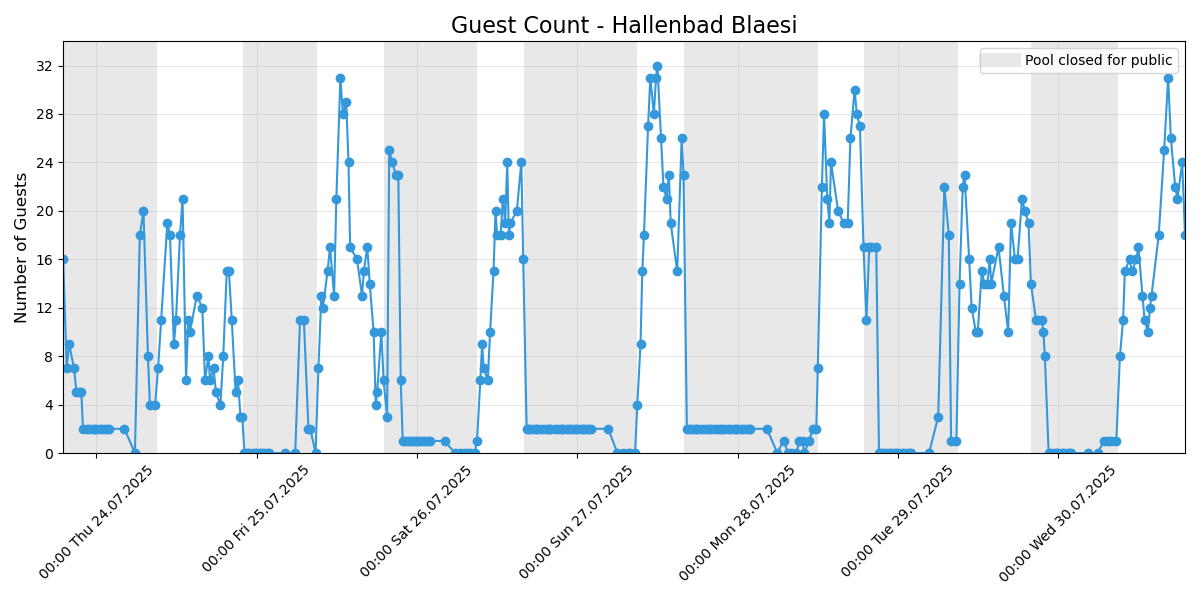 Guest Count - Hallenbad Blaesi
Pool closed for public
Number of Guests
32
28
24
20
16
12
8
4
0
00:00 Thu 24.07.2025
00:00 Fri 25.07.2025
00:00 Sat 26.07.2025
00:00 Sun 27.07.2025
00:00 Mon 28.07.2025
00:00 Tue 29.07.2025
00:00 Wed 30.07.2025